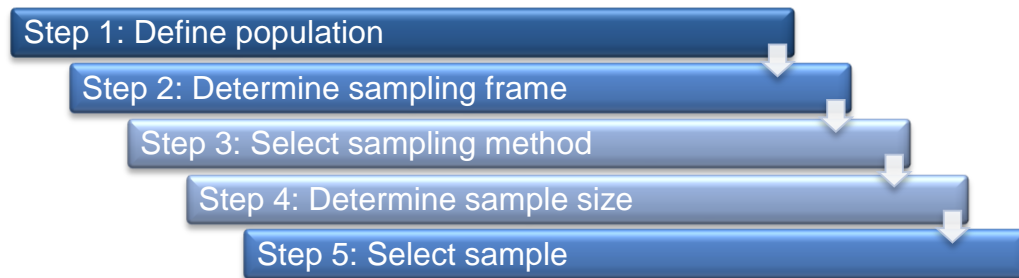 Step 1: Define population
Step 2: Determine sampling frame
Step 3: Select sampling method
Step 4: Determine sample size
Step 5: Select sample